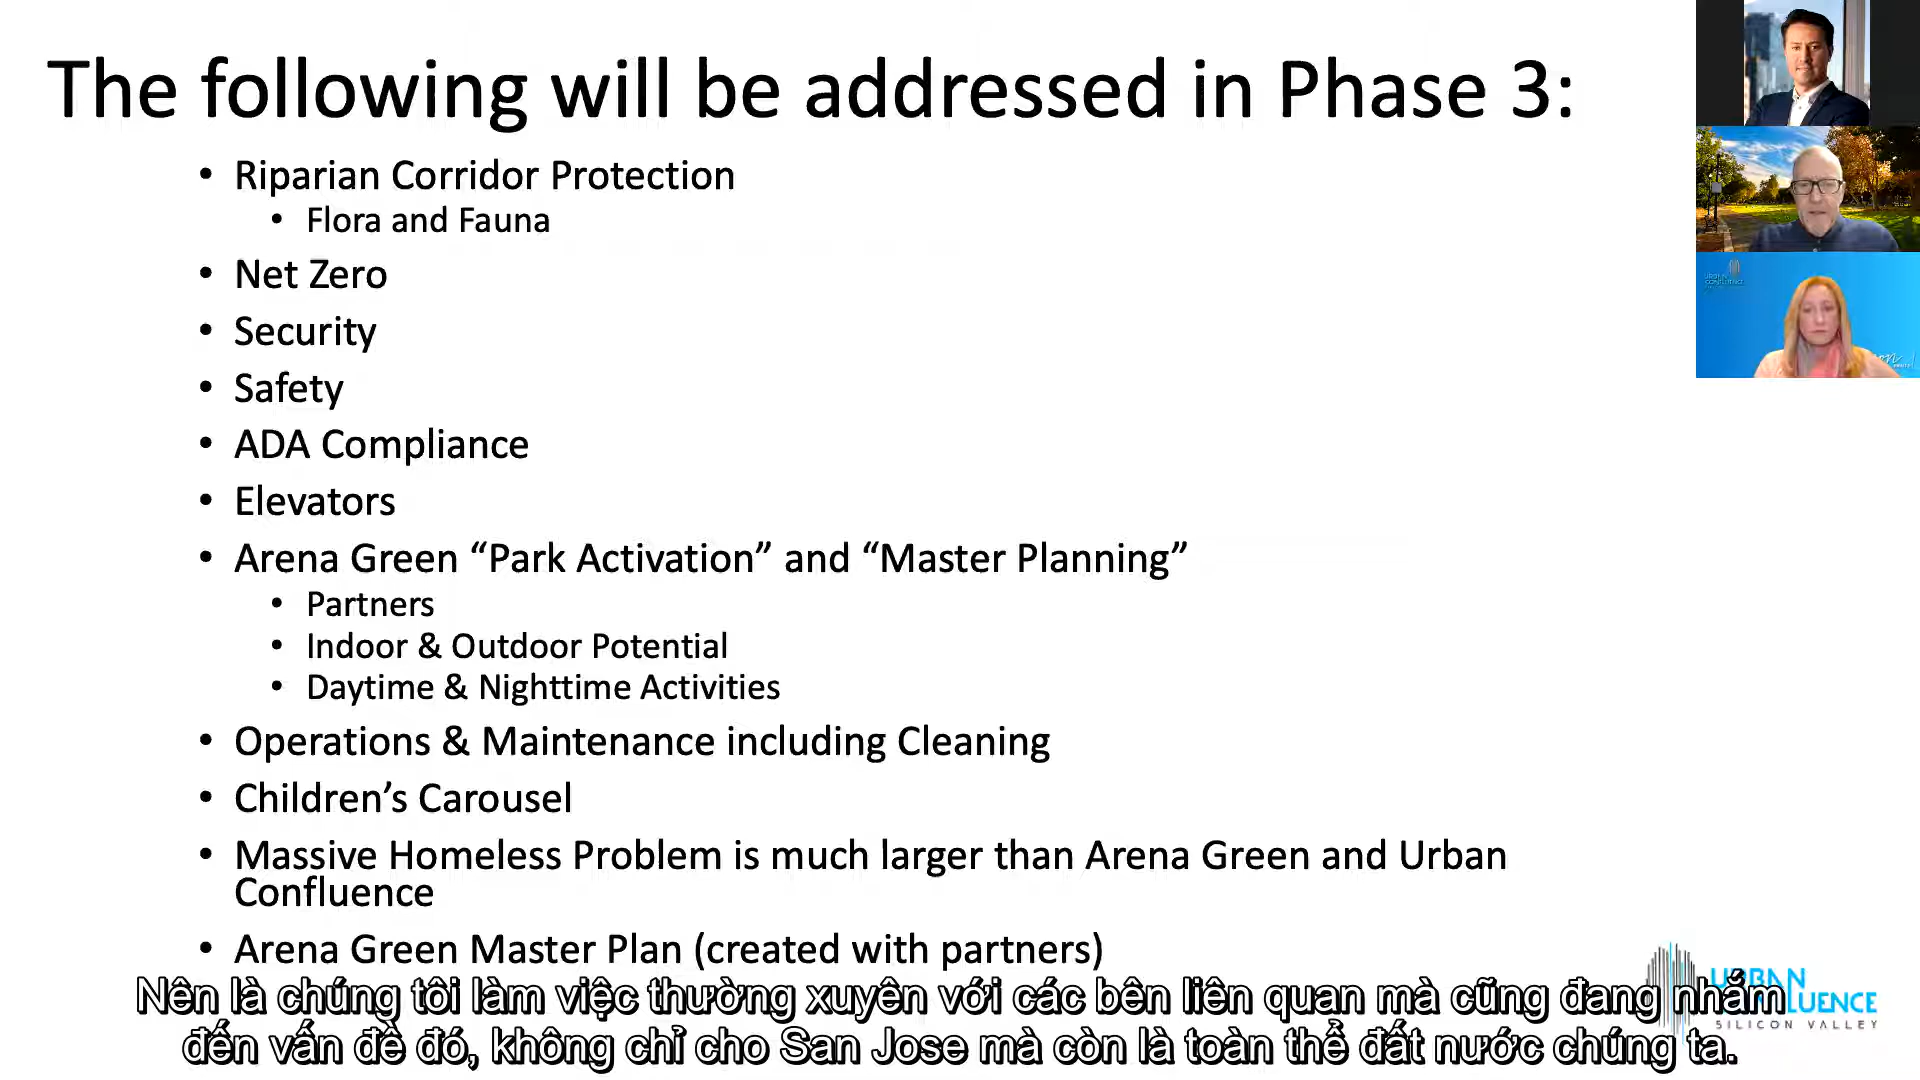 The following will be addressed in Phase 3:
• Riparian Corridor Protection
• Flora and Fauna
• Net Zero
• Security
• Safety
• ADA Compliance
• Elevators
• Arena Green “Park Activation” and “Master Planning”
• Partners
• Indoor & Outdoor Potential
• Daytime & Nighttime Activities
• Operations & Maintenance including Cleaning
• Children’s Carousel
• Massive Homeless Problem is much larger than Arena Green and Urban
Confluence
• Arena Green Master Plan (created with partners)
Nên là chúng tôi làm việc thường xuyên với các bên liên quan mà cũng đang nhắm
đến vấn đề đó, không chỉ cho San Jose mà còn là toàn thể đất nước chúng ta.
URBAN
SILICON VALLEY
URBAN
CONFLUENCE